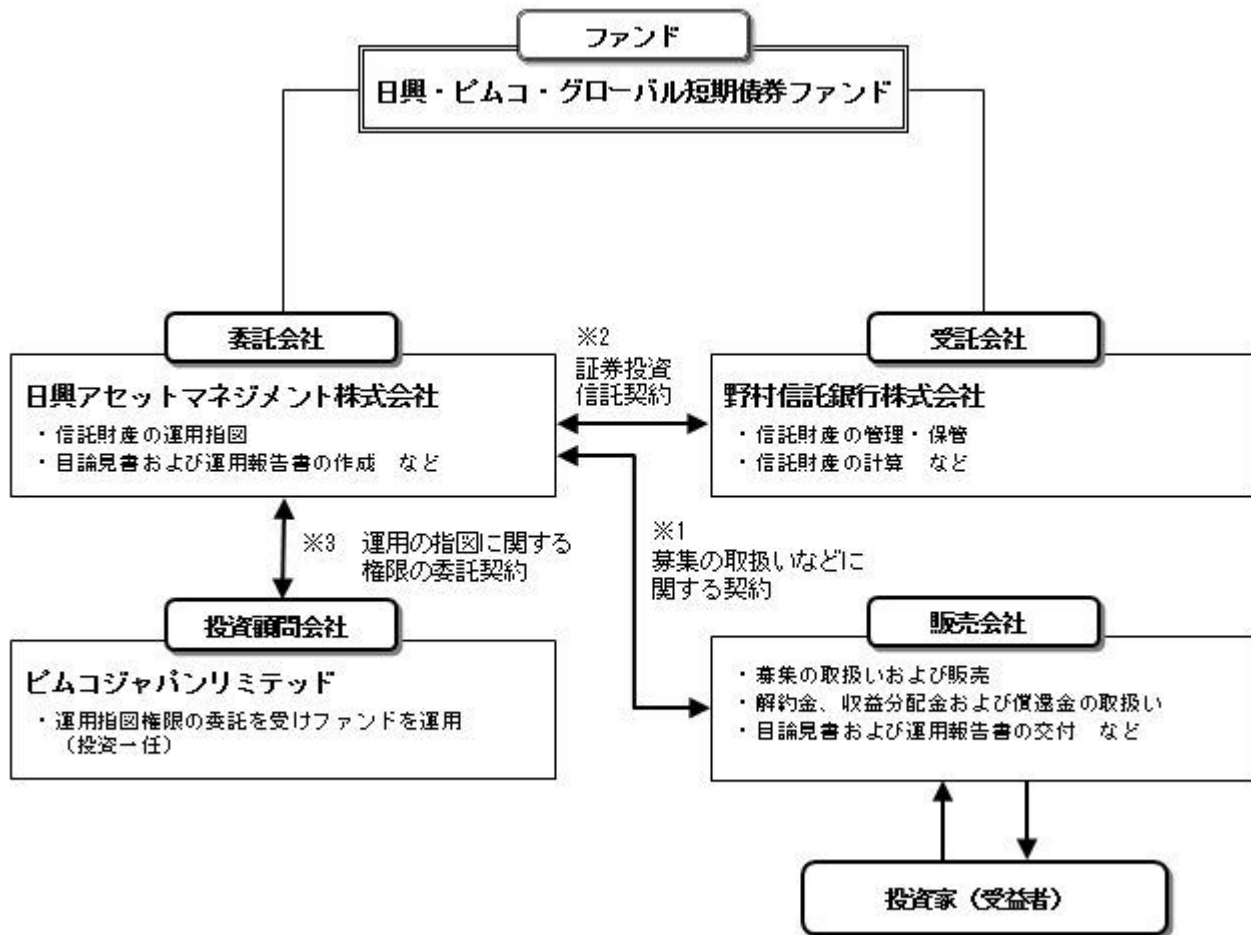 ファンド
日興・ピムコ・グローバル短期債券ファンド
委託会社
日興アセットマネジメント株式会社
・信託財産の運用指図
・目論見書および運用報告書の作成 など
※2
証券投資
信託契約
受託会社
野村信託銀行株式会社
・信託財産の管理・保管
・信託財産の計算 など
※3 運用の指図に関する
権限の委託契約
※1
募集の取扱いなどに
関する契約
投資顧問会社
ピムコジャパンリミテッド
・運用指図権限の委託を受けファンドを運用
（投資一任）
販売会社
・募集の取扱いおよび販売
・解約金、収益分配金および償還金の取扱い
・目論見書および運用報告書の交付 など
投資家（受益者）